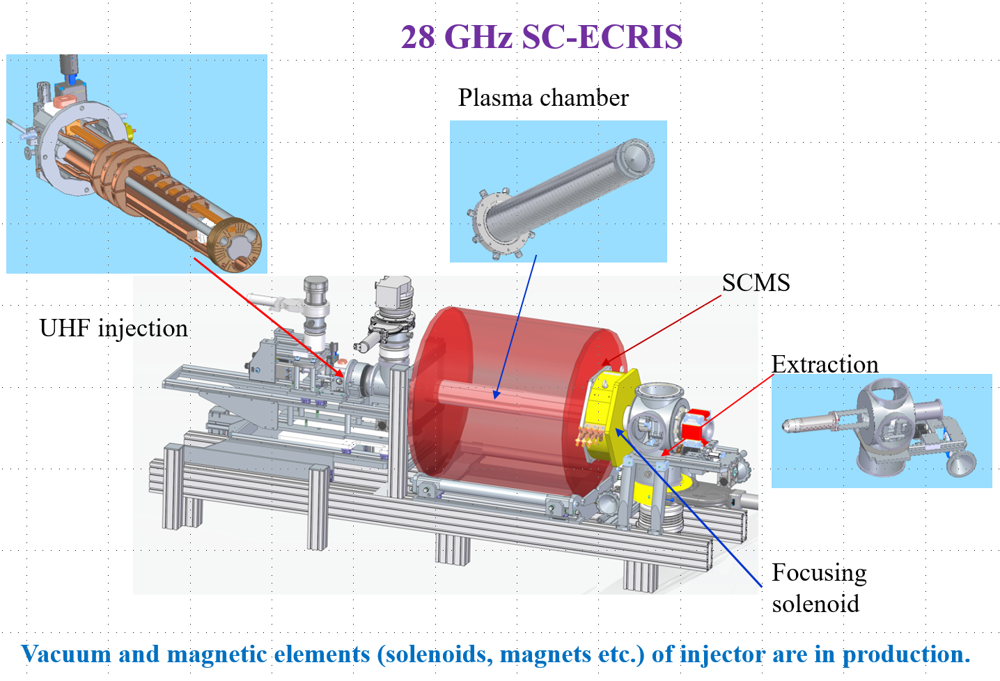 28 GHz SC-ECRIS
Plasma chamber
SCMS
UHF injection
Extraction
Focusing
solenoid
Vacuum and magnetic elements (solenoids, magnets etc.) of injector are in production.